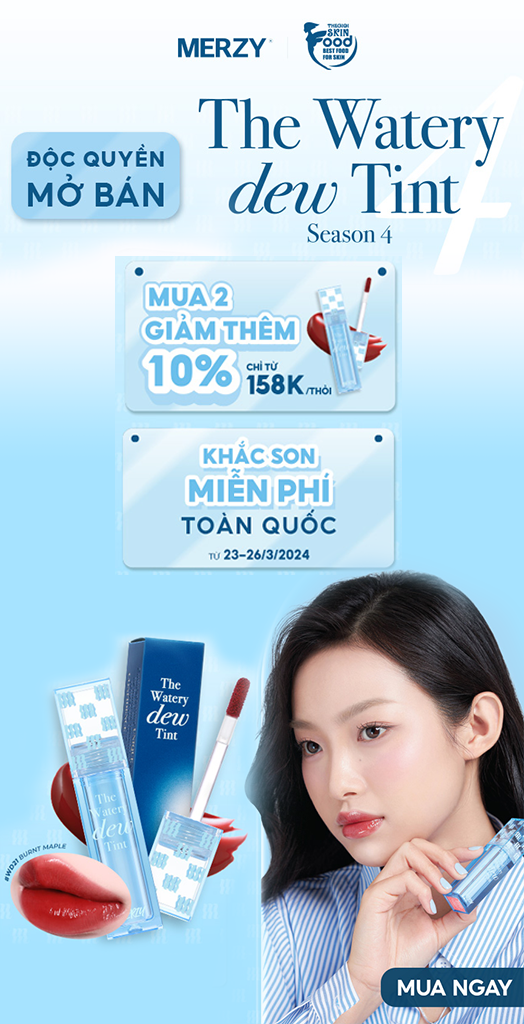 MERZY
THEGIOI
SKIN
Food
BEST FOOD
FOR SKIN
4
The Watery
dew Tint
Season 4
ĐỘC QUYỀN
MỞ BÁN
MUA 2
GIẢM THÊM
10% CHỈ TỪ
158K/THỎI
KHẮC SON
MIỄN PHÍ
TOÀN QUỐC
TỪ 23-26/3/2024
The
Watery
dew
Tint
The
Watery
dew
Tint
#WD21 BURNT MAPLE
MUA NGAY